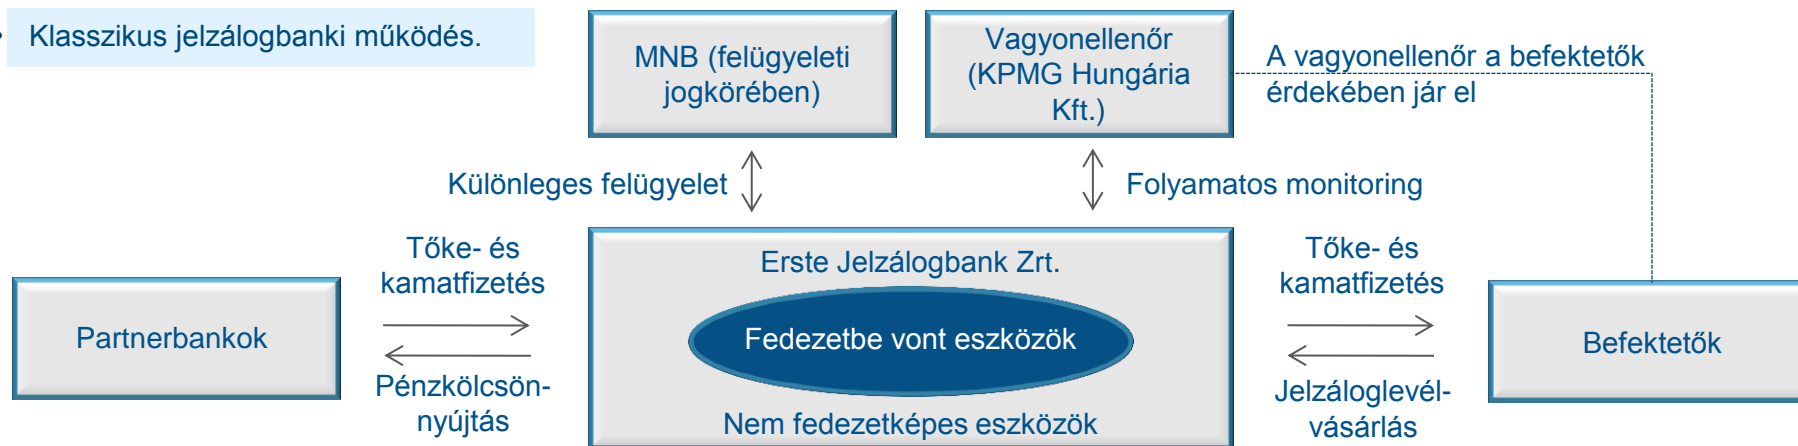 • Klasszikus jelzálogbanki működés.
MNB (felügyeleti
jogkörében)
Vagyonellenőr
(KPMG Hungária
Kft.)
A vagyonellenőr a befektetők
érdekében jár el
Különleges felügyelet
Folyamatos monitoring
Partnerbankok
Tőke- és
kamatfizetés
Pénzkölcsön-
nyújtás
Erste Jelzálogbank Zrt.
Fedezetbe vont eszközök
Nem fedezetképes eszközök
Tőke- és
kamatfizetés
Jelzáloglevél-
vásárlás
Befektetők